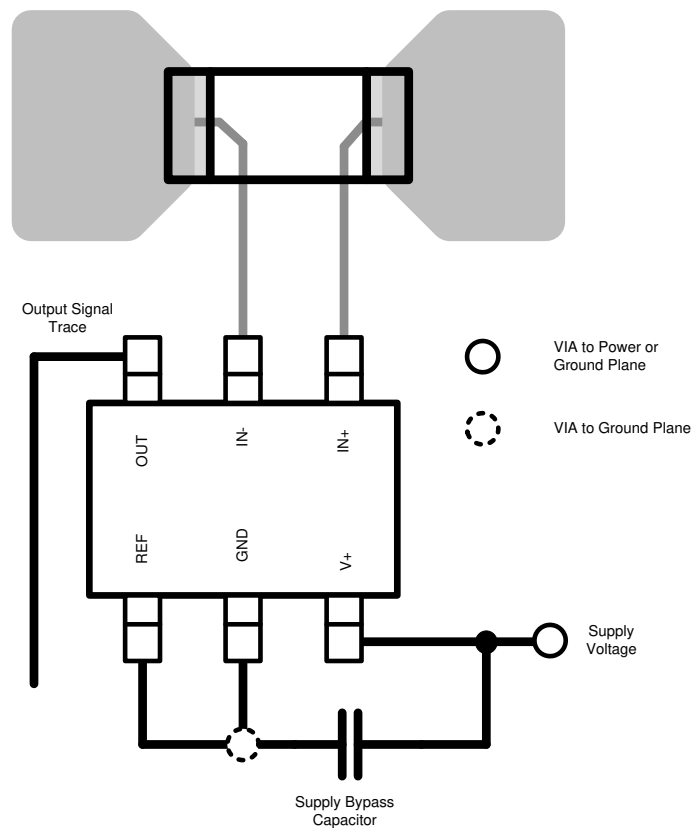 Output Signal
Trace
VIA to Power or
Ground Plane
VIA to Ground Plane
OUT
IN-
IN+
REF
GND
V+
Supply
Voltage
Supply Bypass
Capacitor